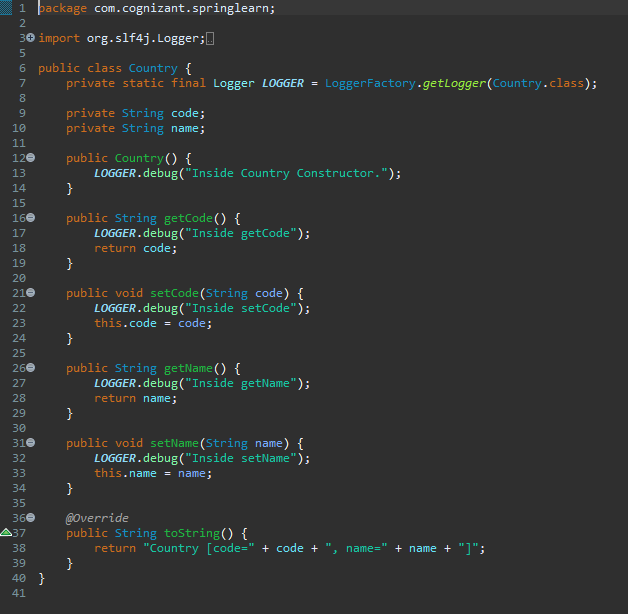 1 package com.cognizant.springlearn;
2
3 import org.slf4j.Logger;
5
6 public class Country {
7     private static final Logger LOGGER = LoggerFactory.getLogger(Country.class);
8
9     private String code;
10     private String name;
11
12     public Country() {
13         LOGGER.debug("Inside Country Constructor.");
14     }
15
16     public String getCode() {
17         LOGGER.debug("Inside getCode");
18         return code;
19     }
20
21     public void setCode(String code) {
22         LOGGER.debug("Inside setCode");
23         this.code = code;
24     }
25
26     public String getName() {
27         LOGGER.debug("Inside getName");
28         return name;
29     }
30
31     public void setName(String name) {
32         LOGGER.debug("Inside setName");
33         this.name = name;
34     }
35
36     @Override
37     public String toString() {
38         return "Country [code=" + code + ", name=" + name + "]";
39     }
40 }
41